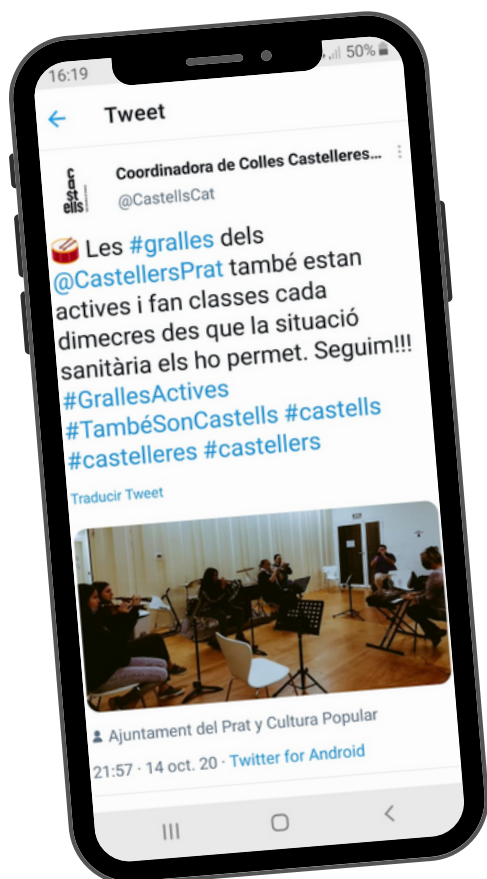 16:19
50%
Tweet
castells
Coordinadora de Colles Castelleres...
@CastellsCat
Les #gralles dels
@CastellersPrat també estan
actives i fan classes cada
dimecres des que la situació
sanitària els ho permet. Seguim!!!
#GrallesActives
#TambéSonCastells #castells
#castelleres #castellers
Traducir Tweet
Ajuntament del Prat y Cultura Popular
21:57 · 14 oct. 20 · Twitter for Android